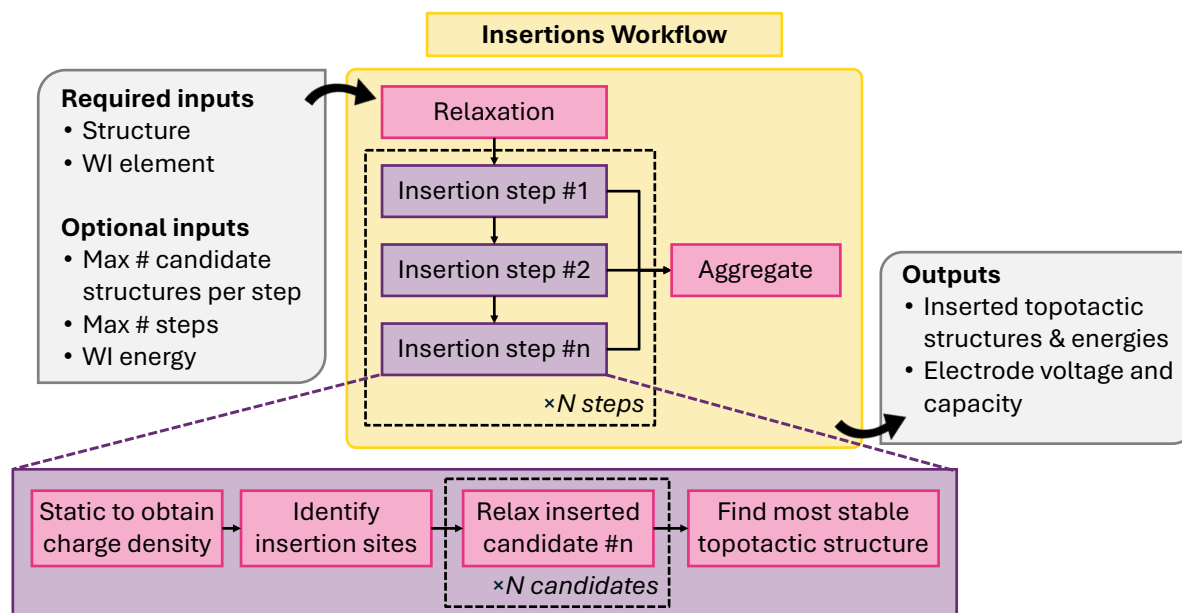 Insertions Workflow
Required inputs
• Structure
• WI element
Optional inputs
• Max # candidate
structures per step
• Max # steps
• WI energy
Relaxation
Insertion step #1
Insertion step #2
Insertion step #n
×N steps
Aggregate
Outputs
• Inserted topotactic
structures & energies
• Electrode voltage and
capacity
Static to obtain
charge density
Identify
insertion sites
Relax inserted
candidate #n
×N candidates
Find most stable
topotactic structure